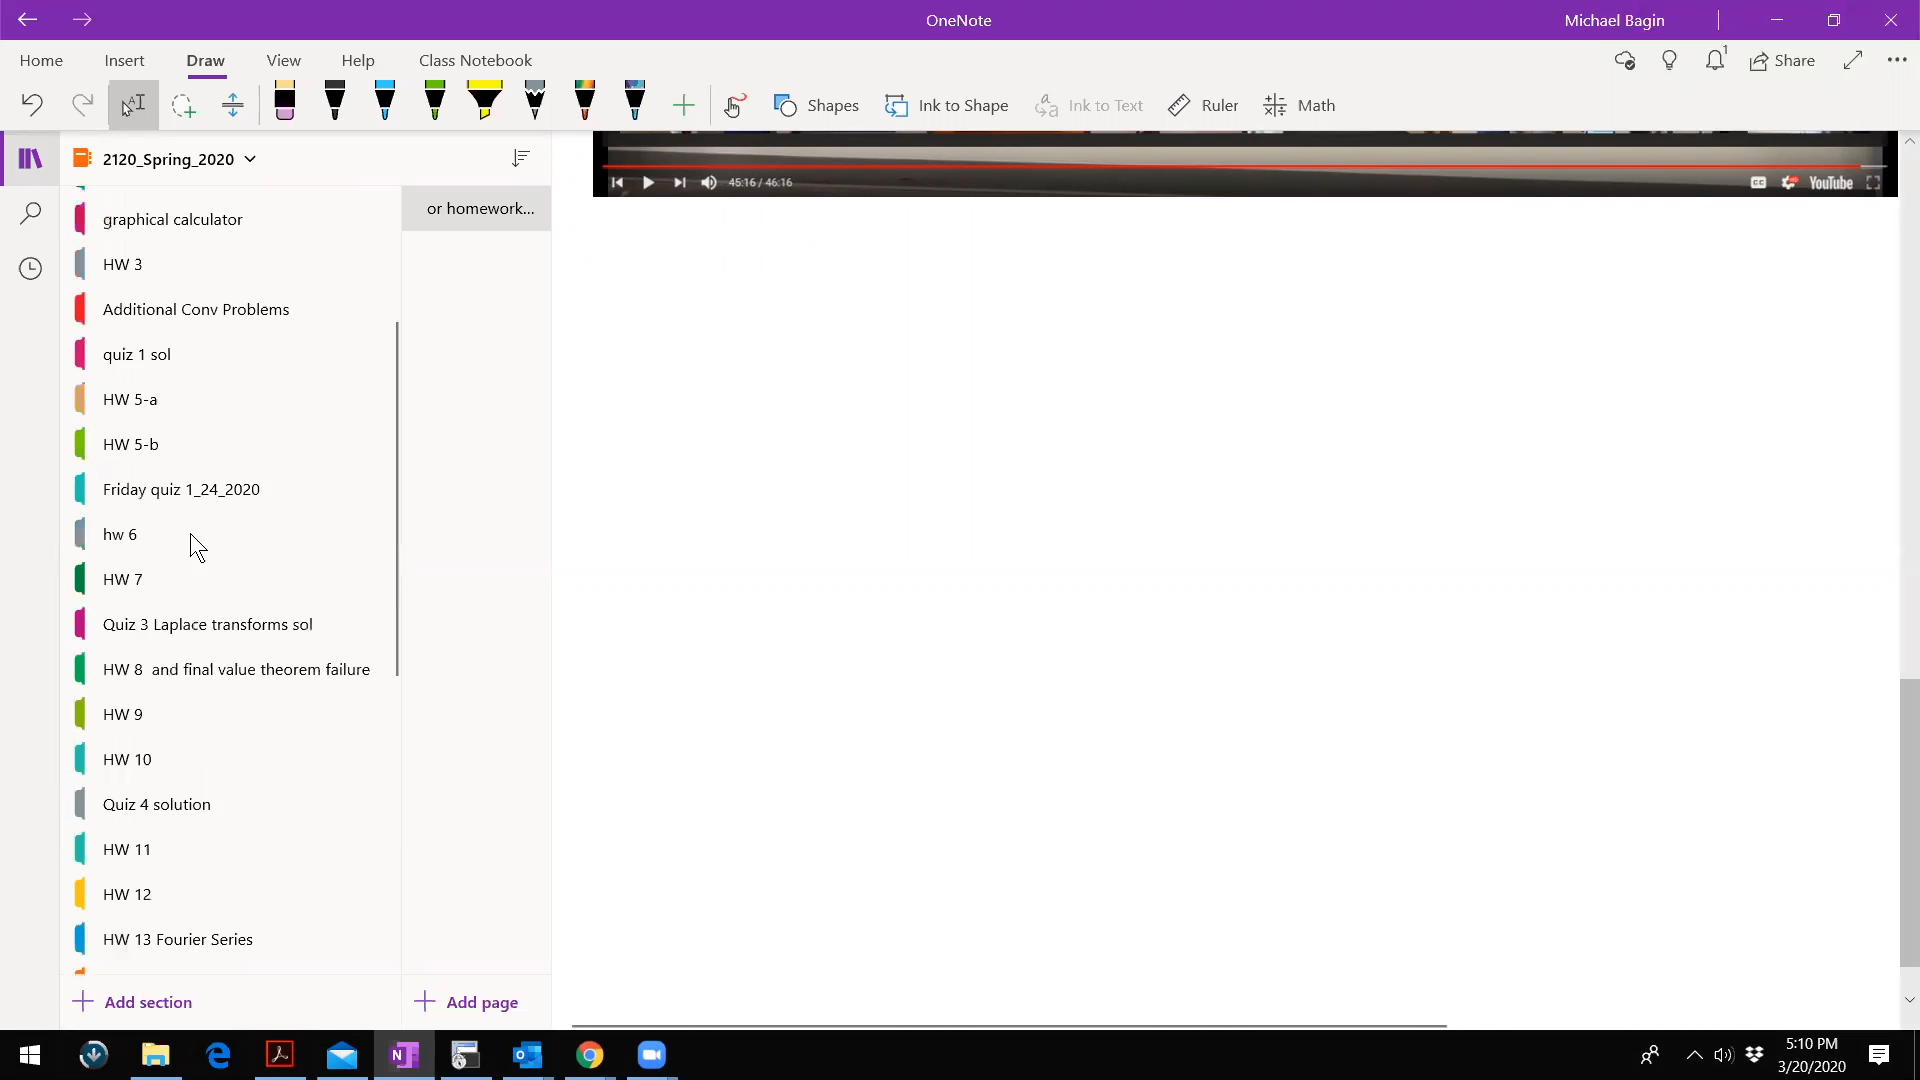 OneNote
Michael Bagin
Home
Insert
Draw
View
Help
Class Notebook
1
Share
Shapes
Ink to Shape
Ink to Text
Ruler
Math
2120_Spring_2020
graphical calculator
HW 3
Additional Conv Problems
quiz 1 sol
HW 5-a
HW 5-b
Friday quiz 1_24_2020
hw 6
HW 7
Quiz 3 Laplace transforms sol
HW 8 and final value theorem failure
HW 9
HW 10
Quiz 4 solution
HW 11
HW 12
HW 13 Fourier Series
Add section
or homework...
Add page
45:16 / 46:16
CC
YouTube
5:10 PM
3/20/2020